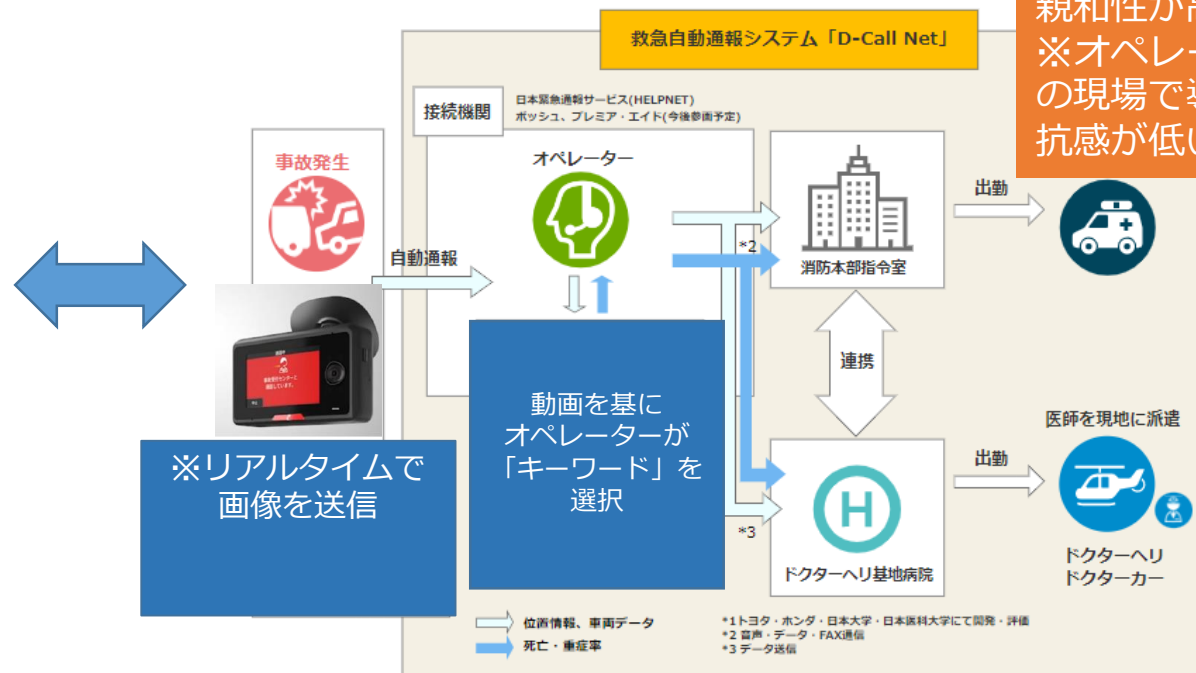 親和性が
※オペレー
の現場で
抗感が低い
救急自動通報システム「D-Call Net」
接続機関
日本緊急通報サービス(HELPNET)
ボッシュ、プレミア・エイド(今後参画予定)
事故発生
オペレーター
自動通報
*2
消防本部指令室
出動
連携
※リアルタイムで
画像を送信
動画を基に
オペレーターが
「キーワード」を
選択
医師を現地に派遣
出動
*3
H
ドクターヘリ基地病院
ドクターヘリ
ドクターカー
位置情報、車両データ
死亡・重症率
*1トヨタ・ホンダ・日本大学・日本医科大学にて開発・評価
*2 音声・データ・FAX通信
*3 データ送信